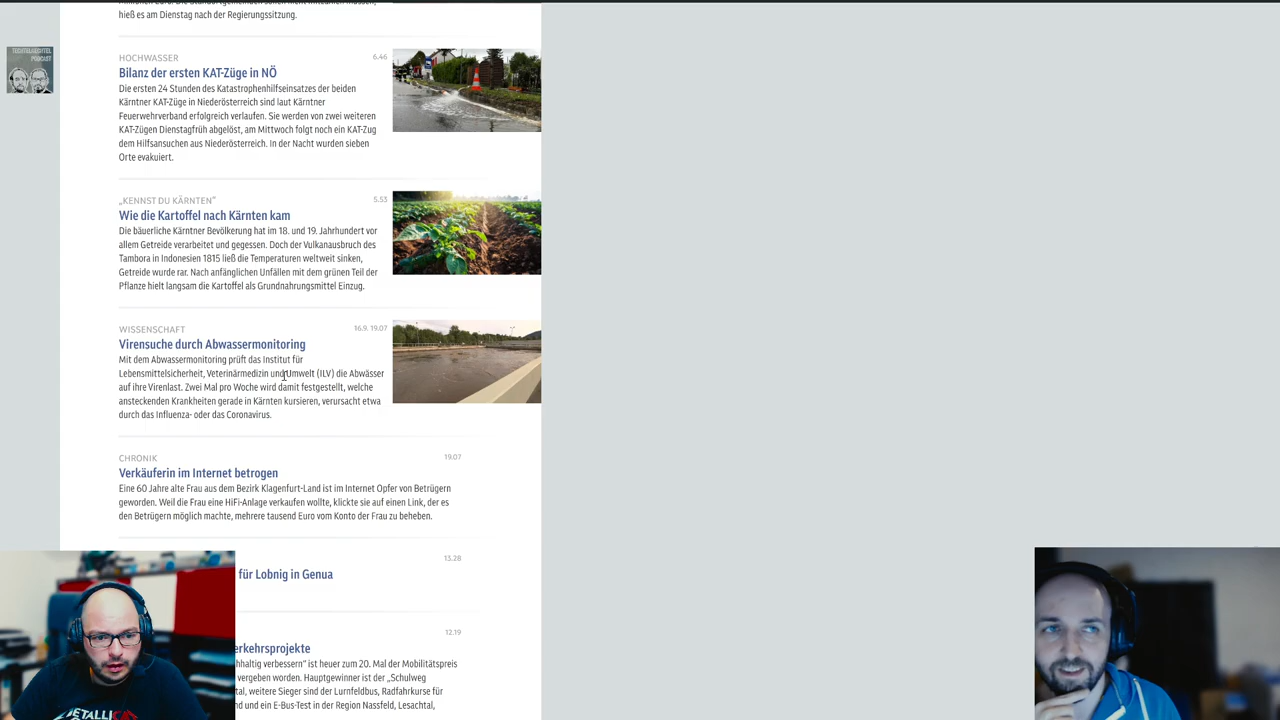 hieß es am Dienstag nach der Regierungssitzung.
TECHTELMECHTEL
PODCAST
HOCHWASSER 6.46
Bilanz der ersten KAT-Züge in NÖ
Die ersten 24 Stunden des Katastrophenhilfseinsatzes der beiden
Kärntner KAT-Züge in Niederösterreich sind laut Kärntner
Feuerwehrverband erfolgreich verlaufen. Sie werden von zwei weiteren
KAT-Zügen Dienstagfrüh abgelöst, am Mittwoch folgt noch ein KAT-Zug
dem Hilfsansuchen aus Niederösterreich. In der Nacht wurden sieben
Orte evakuiert.
„KENNST DU KÄRNTEN“ 5.53
Wie die Kartoffel nach Kärnten kam
Die bäuerliche Kärntner Bevölkerung hat im 18. und 19. Jahrhundert vor
allem Getreide verarbeitet und gegessen. Doch der Vulkanausbruch des
Tambora in Indonesien 1815 ließ die Temperaturen weltweit sinken,
Getreide wurde rar. Nach anfänglichen Unfällen mit dem grünen Teil der
Pflanze hielt langsam die Kartoffel als Grundnahrungsmittel Einzug.
WISSENSCHAFT 16.9. 19.07
Virensuche durch Abwassermonitoring
Mit dem Abwassermonitoring prüft das Institut für
Lebensmittelsicherheit, Veterinärmedizin und Umwelt (ILV) die Abwässer
auf ihre Virenlast. Zwei Mal pro Woche wird damit festgestellt, welche
ansteckenden Krankheiten gerade in Kärnten kursieren, verursacht etwa
durch das Influenza- oder das Coronavirus.
CHRONIK 19.07
Verkäuferin im Internet betrogen
Eine 60 Jahre alte Frau aus dem Bezirk Klagenfurt-Land ist im Internet Opfer von Betrügern
geworden. Weil die Frau eine HiFi-Anlage verkaufen wollte, klickte sie auf einen Link, der es
den Betrügern möglich machte, mehrere tausend Euro vom Konto der Frau zu beheben.
13.28
für Lobnig in Genua
12.19
erkehrsprojekte
hhaltig verbessern“ ist heuer zum 20. Mal der Mobilitätspreis
vergeben worden. Hauptgewinner ist der „Schulweg
tal, weitere Sieger sind der Lurnfeldbus, Radfahrkurse für
nd und ein E-Bus-Test in der Region Nassfeld, Lesachtal,
METALLICA